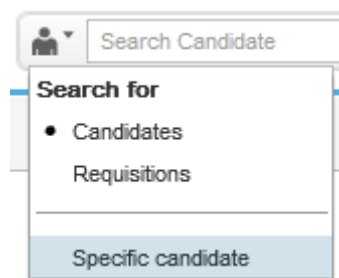 Search Candidate
Search for
Candidates
Requisitions
Specific candidate